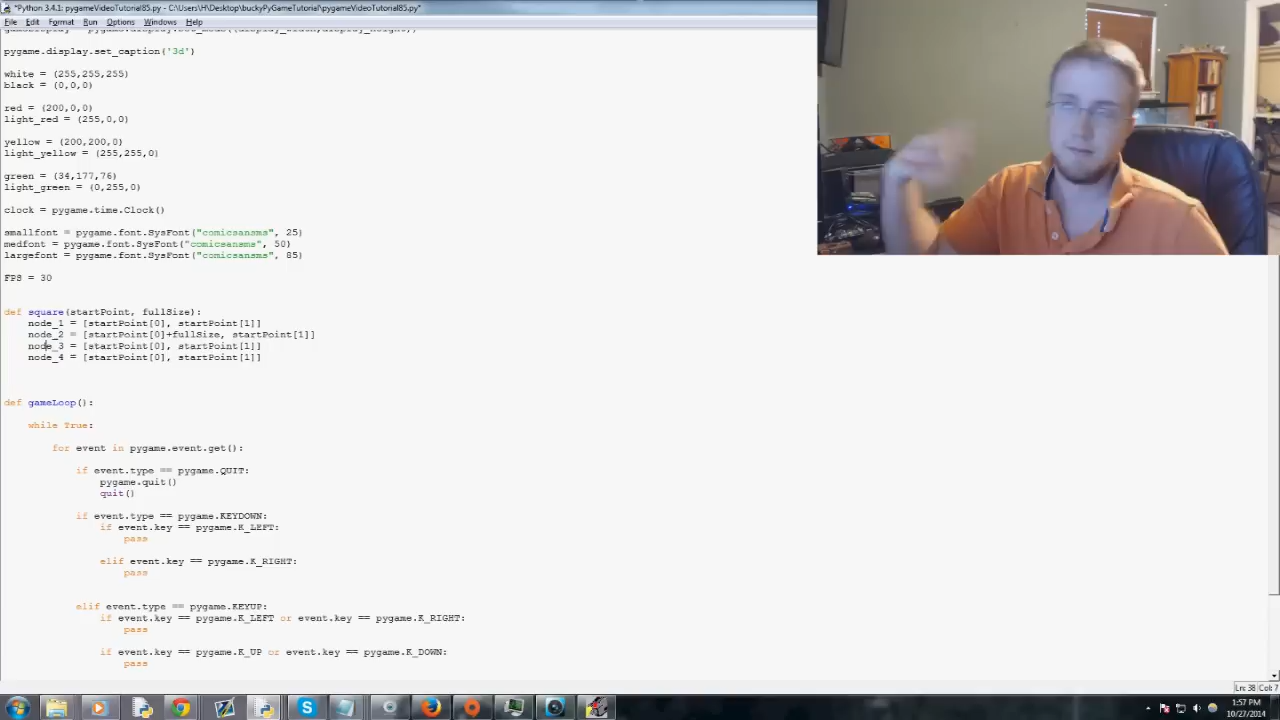 *Python 3.4.1: pygameVideoTutorial85.py - C:\Users\H\Desktop\buckyPyGameTutorial\pygameVideoTutorial85.py*
File Edit Format Run Options Windows Help
pygame.display.set_caption('3d')
white = (255,255,255)
black = (0,0,0)
red = (200,0,0)
light_red = (255,0,0)
yellow = (200,200,0)
light_yellow = (255,255,0)
green = (34,177,76)
light_green = (0,255,0)
clock = pygame.time.Clock()
smallfont = pygame.font.SysFont("comicsansms", 25)
medfont = pygame.font.SysFont("comicsansms", 50)
largefont = pygame.font.SysFont("comicsansms", 85)
FPS = 30
def square(startPoint, fullSize):
node_1 = [startPoint[0], startPoint[1]]
node_2 = [startPoint[0]+fullSize, startPoint[1]]
node_3 = [startPoint[0], startPoint[1]]
node_4 = [startPoint[0], startPoint[1]]
def gameLoop():
while True:
for event in pygame.event.get():
if event.type == pygame.QUIT:
pygame.quit()
quit()
if event.type == pygame.KEYDOWN:
if event.key == pygame.K_LEFT:
pass
elif event.key == pygame.K_RIGHT:
pass
elif event.type == pygame.KEYUP:
if event.key == pygame.K_LEFT or event.key == pygame.K_RIGHT:
pass
if event.key == pygame.K_UP or event.key == pygame.K_DOWN:
pass
Ln: 38 Col: 7
1:57 PM
10/27/2014